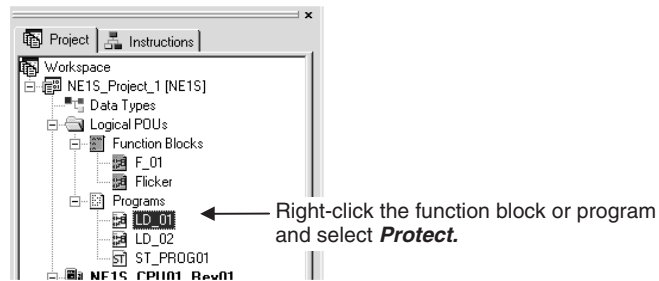 Project
Instructions
Workspace
NE1S_Project_1 [NE1S]
Data Types
Logical POUs
Function Blocks
F_01
Flicker
Programs
LD_01
LD_02
ST_PROG01
NE1S_CPU01_Rev01
Right-click the function block or program
and select Protect.